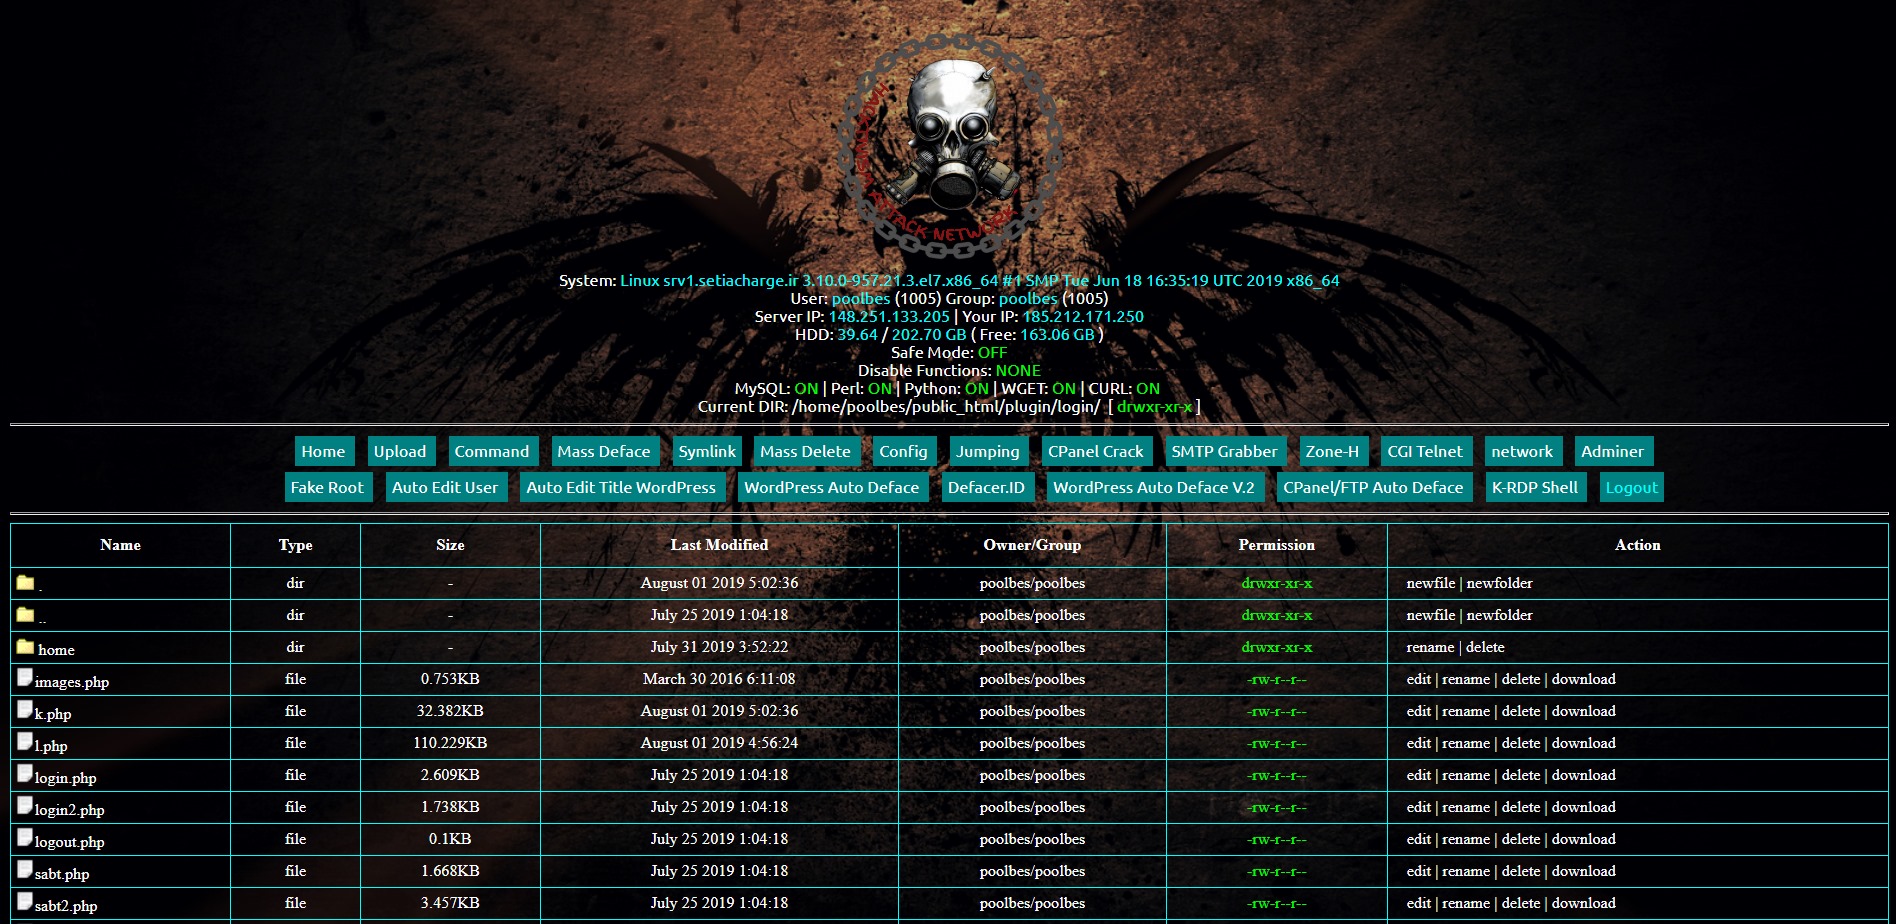 ATTACK NETWORK
System: Linux srv1.setiacharge.ir 3.10.0-957.21.3.el7.x86_64 #1 SMP Tue Jun 18 16:35:19 UTC 2019 x86_64
User: poolbes (1005) Group: poolbes (1005)
Server IP: 148.251.133.205 | Your IP: 185.212.171.250
HDD: 39.64 / 202.70 GB ( Free: 163.06 GB )
Safe Mode: OFF
Disable Functions: NONE
MySQL: ON | Perl: ON | Python: ON | WGET: ON | CURL: ON
Current DIR: /home/poolbes/public_html/plugin/login/ [ drwxr-xr-x ]
Home Upload Command Mass Deface Symlink Mass Delete Config Jumping CPanel Crack SMTP Grabber Zone-H CGI Telnet network Adminer
Fake Root Auto Edit User Auto Edit Title WordPress WordPress Auto Deface Defacer.ID WordPress Auto Deface V.2 CPanel/FTP Auto Deface K-RDP Shell Logout
Name Type Size Last Modified Owner/Group Permission Action
. dir - August 01 2019 5:02:36 poolbes/poolbes drwxr-xr-x newfile | newfolder
.. dir - July 25 2019 1:04:18 poolbes/poolbes drwxr-xr-x newfile | newfolder
home dir - July 31 2019 3:52:22 poolbes/poolbes drwxr-xr-x rename | delete
images.php file 0.753KB March 30 2016 6:11:08 poolbes/poolbes -rw-r--r-- edit | rename | delete | download
k.php file 32.382KB August 01 2019 5:02:36 poolbes/poolbes -rw-r--r-- edit | rename | delete | download
l.php file 110.229KB August 01 2019 4:56:24 poolbes/poolbes -rw-r--r-- edit | rename | delete | download
login.php file 2.609KB July 25 2019 1:04:18 poolbes/poolbes -rw-r--r-- edit | rename | delete | download
login2.php file 1.738KB July 25 2019 1:04:18 poolbes/poolbes -rw-r--r-- edit | rename | delete | download
logout.php file 0.1KB July 25 2019 1:04:18 poolbes/poolbes -rw-r--r-- edit | rename | delete | download
sabt.php file 1.668KB July 25 2019 1:04:18 poolbes/poolbes -rw-r--r-- edit | rename | delete | download
sabt2.php file 3.457KB July 25 2019 1:04:18 poolbes/poolbes -rw-r--r-- edit | rename | delete | download